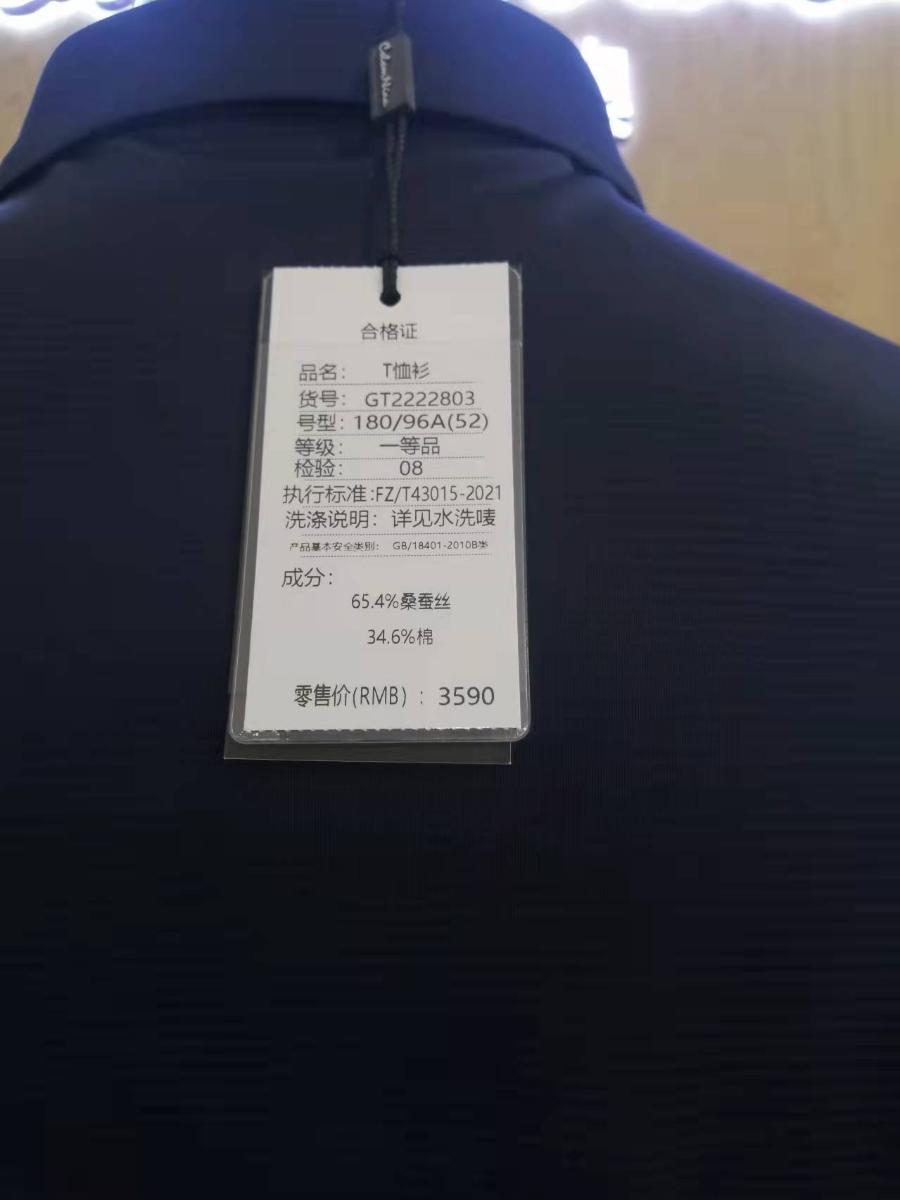 合格证
品名： T恤衫
货号： GT2222803
号型：180/96A(52)
等级： 一等品
检验： 08
执行标准:FZ/T43015-2021
洗涤说明： 详见水洗唛
产品基本安全类别： GB/18401-2010B类
成分：
65.4%桑蚕丝
34.6%棉
零售价(RMB)：3590